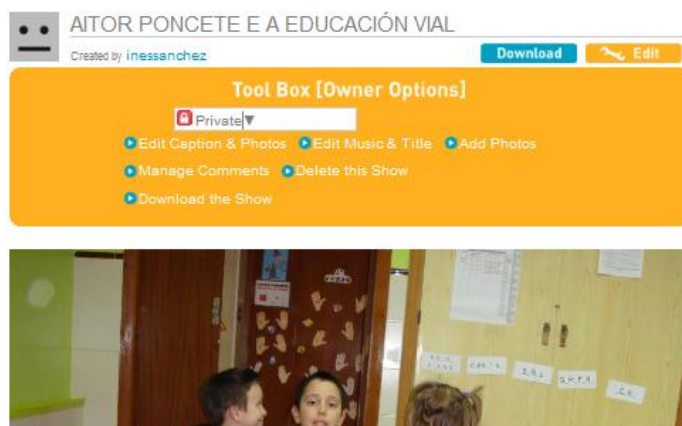 AITOR PONCETE E A EDUCACIÓN VIAL
Created by inessanchez
Download
Edit
Tool Box [Owner Options]
Private
Edit Caption & Photos Edit Music & Title Add Photos
Manage Comments Delete this Show
Download the Show